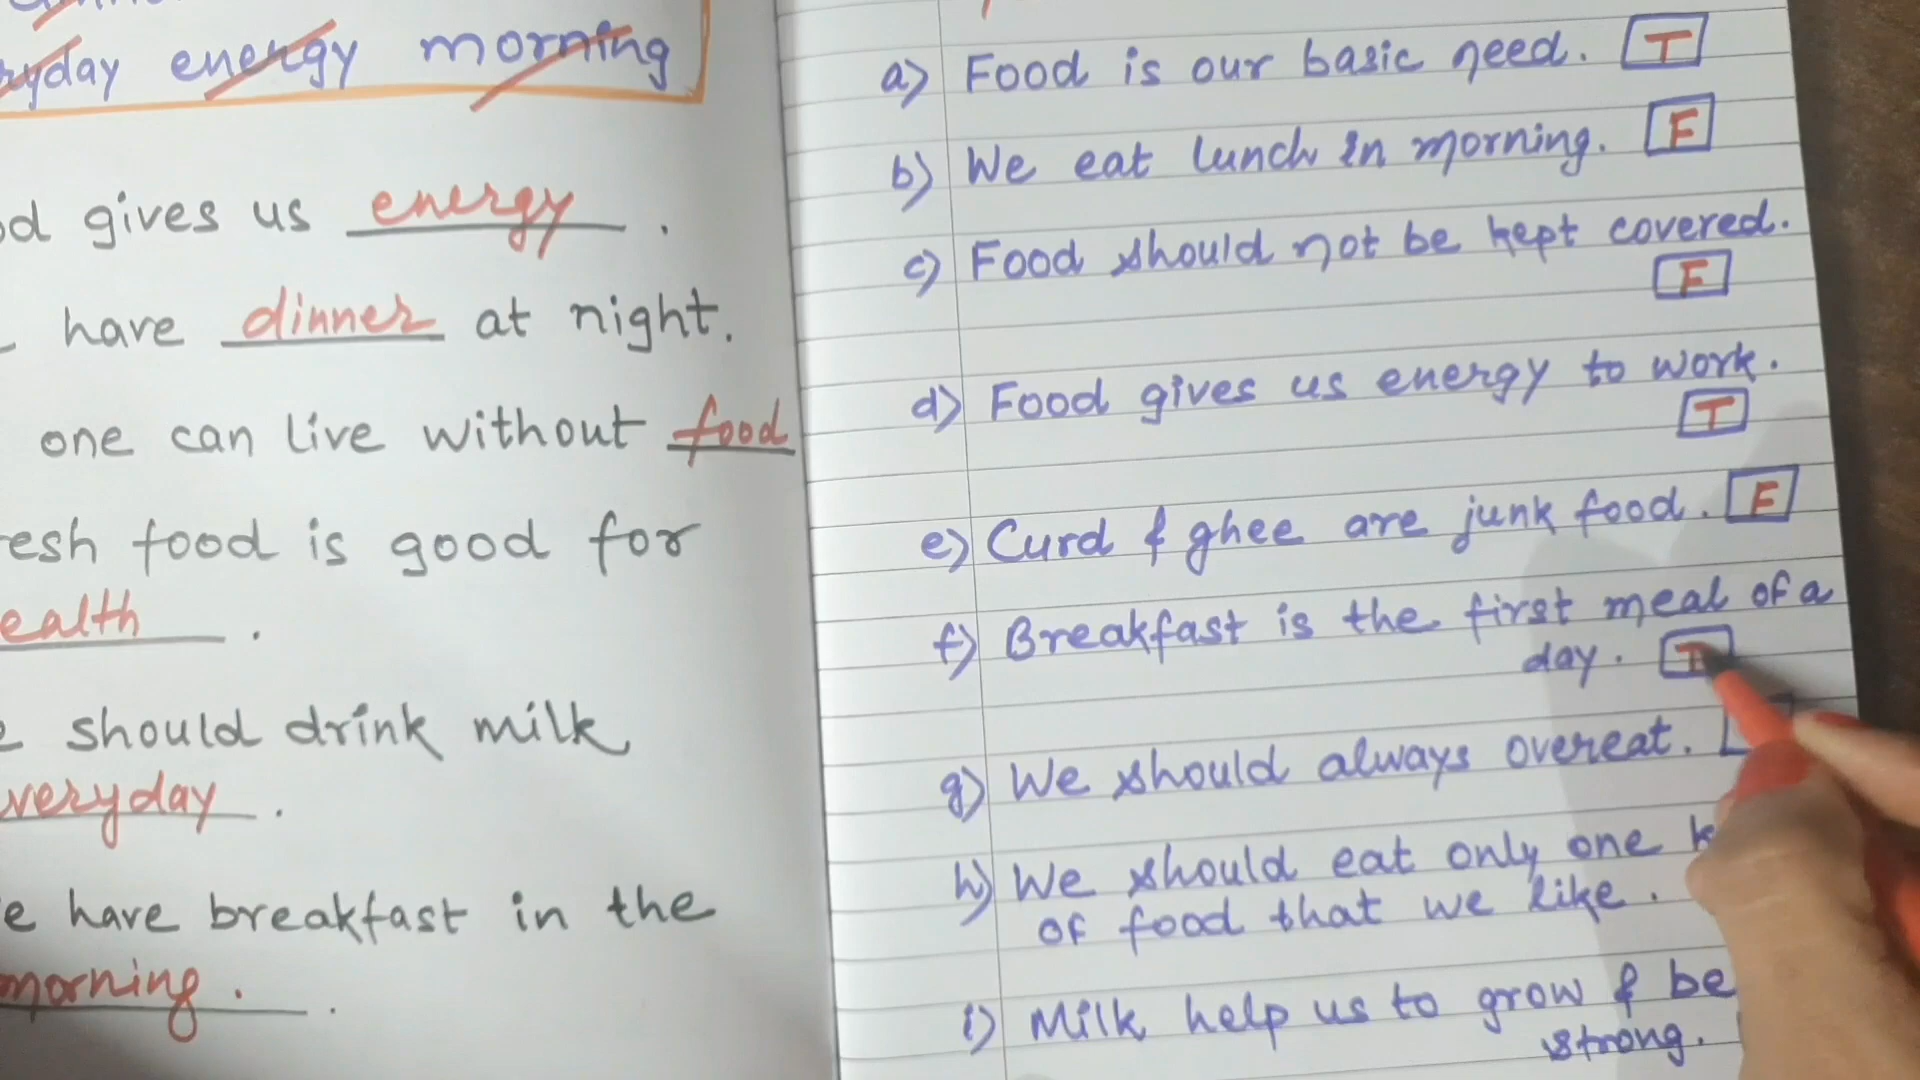 energy morning
gives us energy .
have dinner at night.
one can live without food
food is good for
.
should drink milk
.
have breakfast in the
morning. .
a) Food is our basic need. T
b) We eat lunch in morning. F
c) Food should not be kept covered.
F
d) Food gives us energy to work.
T
e) Curd & ghee are junk food. F
f) Breakfast is the first meal of a
day. T
g) We should always overeat.
h) We should eat only one
of food that we like.
i) Milk help us to grow & be
strong.